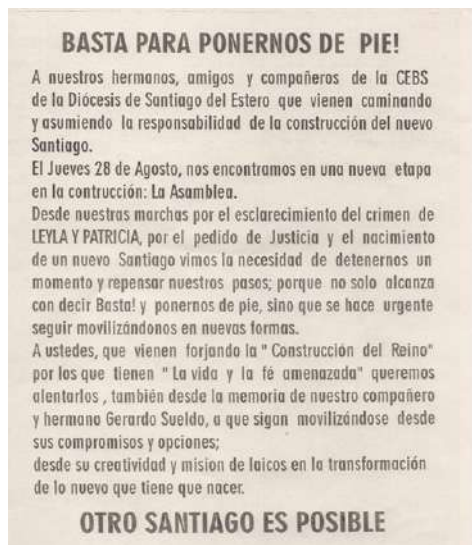 BASTA PARA PONERNOS DE PIE!
A nuestros hermanos, amigos y compañeros de la CEBS
de la Diócesis de Santiago del Estero que vienen caminando
y asumiendo la responsabilidad de la construcción del nuevo
Santiago.
El Jueves 28 de Agosto, nos encontramos en una nueva etapa
en la contrucción: La Asamblea.
Desde nuestras marchas por el esclarecimiento del crimen de
LEYLA Y PATRICIA, por el pedido de Justicia y el nacimiento
de un nuevo Santiago vimos la necesidad de detenernos un
momento y repensar nuestros pasos; porque no solo alcanza
con decir Basta! y ponernos de pie, sino que se hace urgente
seguir movilizándonos en nuevas formas.
A ustedes, que vienen forjando la " Construcción del Reino"
por los que tienen " La vida y la fé amenazada" queremos
alentarlos , también desde la memoria de nuestro compañero
y hermano Gerardo Sueldo, a que sigan movilizándose desde
sus compromisos y opciones;
desde su creatividad y mision de laicos en la transformación
de lo nuevo que tiene que nacer.
OTRO SANTIAGO ES POSIBLE